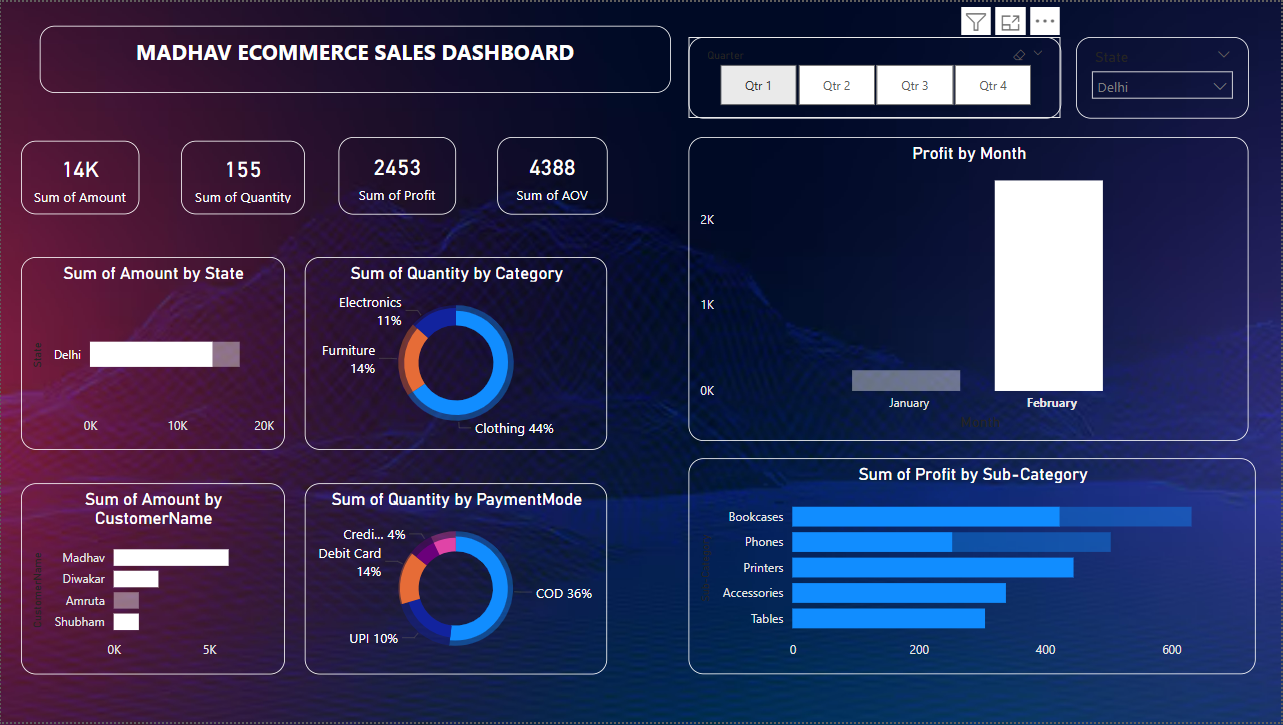 MADHAV ECOMMERCE SALES DASHBOARD
Quarter
Qtr 1
Qtr 2
Qtr 3
Qtr 4
State
Delhi
14K
Sum of Amount
155
Sum of Quantity
2453
Sum of Profit
4388
Sum of AOV
Sum of Amount by State
State
Delhi
0K
10K
20K
Sum of Quantity by Category
Electronics
11%
Furniture
14%
Clothing 44%
Profit by Month
2K
1K
0K
January
February
Month
Sum of Amount by
CustomerName
CustomerName
Madhav
Diwakar
Amruta
Shubham
0K
5K
Sum of Quantity by PaymentMode
Credi... 4%
Debit Card
14%
COD 36%
UPI 10%
Sum of Profit by Sub-Category
Sub-Category
Bookcases
Phones
Printers
Accessories
Tables
0
200
400
600